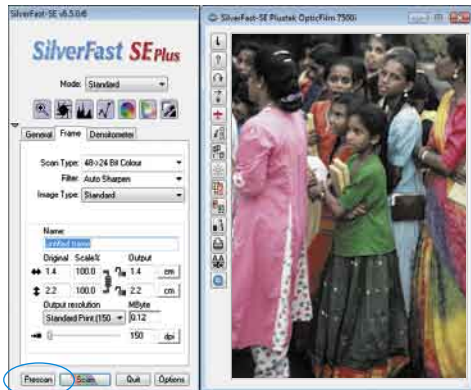 SilverFast-SE v6.5.0r6
SilverFast SE Plus
Mode: Standard
General Frame Densitometer
Scan Type: 48->24 Bit Colour
Filter: Auto Sharpen
Image Type: Standard
Name:
untitled frame
Original Scale% Output
1.4 100.0 1.4 cm
2.2 100.0 2.2 cm
Output resolution MByte
Standard Print (150 0.12
150 dpi
Prescan Scan Quit Options
SilverFast-SE Plustek OpticFilm 7500i